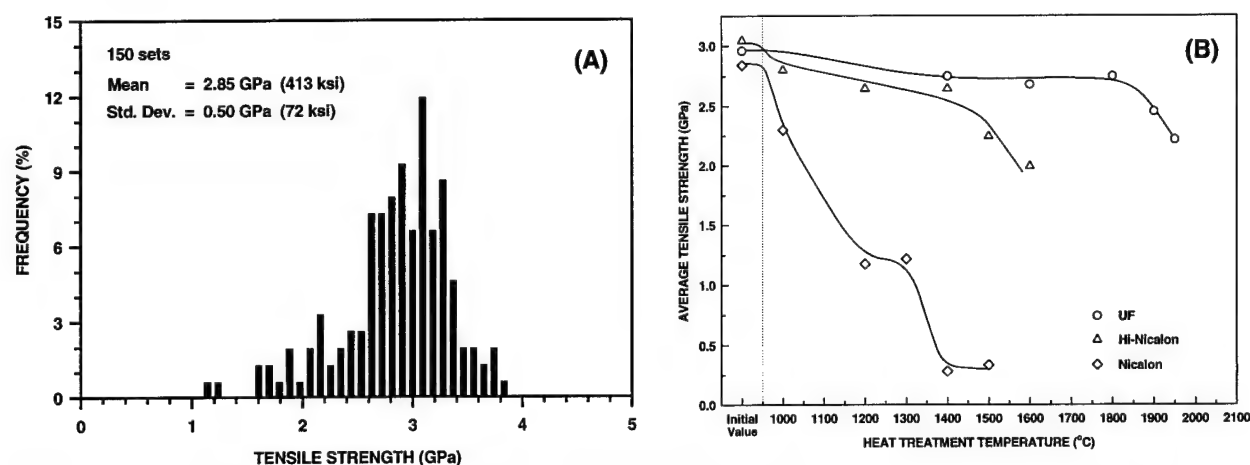 15
12
9
6
3
0
FREQUENCY (%)
150 sets
Mean = 2.85 GPa (413 ksi)
Std. Dev. = 0.50 GPa (72 ksi)
(A)
0 1 2 3 4 5
TENSILE STRENGTH (GPa)
3.0
2.5
2.0
1.5
1.0
0.5
0.0
AVERAGE TENSILE STRENGTH (GPa)
(B)
UF
Hi-Nicalon
Nicalon
Initial 1000 1100 1200 1300 1400 1500 1600 1700 1800 1900 2000 2100
Value
HEAT TREATMENT TEMPERATURE (°C)